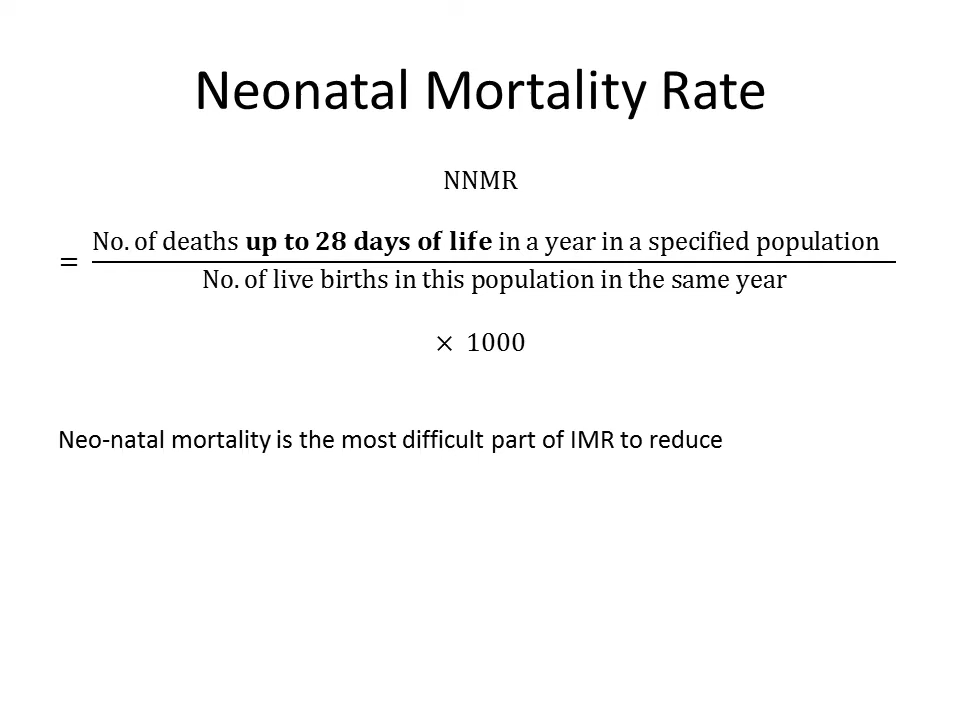 Neonatal Mortality Rate
NNMR
= No. of deaths up to 28 days of life in a year in a specified population
No. of live births in this population in the same year
× 1000
Neo-natal mortality is the most difficult part of IMR to reduce